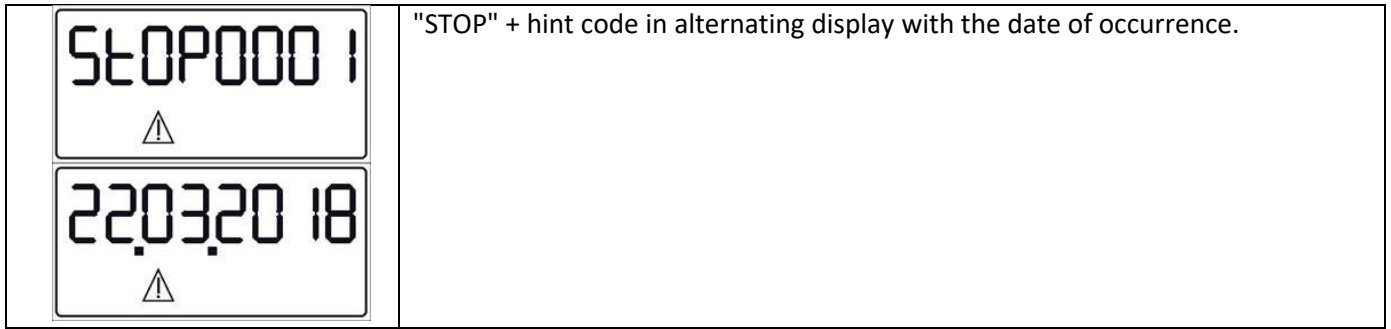 StOP0001
"STOP" + hint code in alternating display with the date of occurrence.
22.03.2018